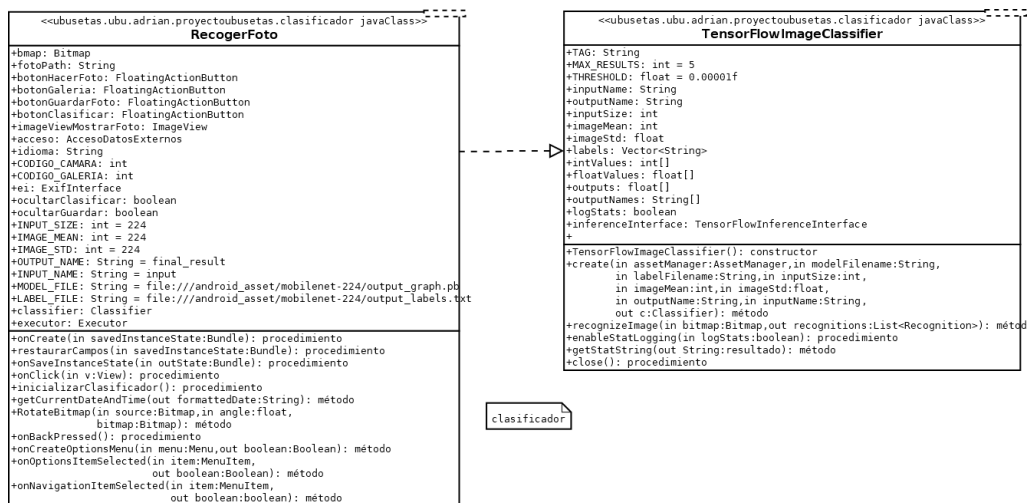 <<ubusetas.ubu.adrian.proyectoubusetas.clasificador javaClass>>
RecogerFoto
+bmap: Bitmap
+fotoPath: String
+botonHacerFoto: FloatingActionButton
+botonGaleria: FloatingActionButton
+botonGuardarFoto: FloatingActionButton
+botonClasificar: FloatingActionButton
+imageViewMostrarFoto: ImageView
+acceso: AccesoDatosExternos
+idioma: String
+CODIGO_CAMARA: int
+CODIGO_GALERIA: int
+ei: ExifInterface
+ocultarClasificar: boolean
+ocultarGuardar: boolean
+INPUT_SIZE: int = 224
+IMAGE_MEAN: int = 224
+IMAGE_STD: int = 224
+OUTPUT_NAME: String = final_result
+INPUT_NAME: String = input
+MODEL_FILE: String = file:///android_asset/mobilenet-224/output_graph.pb
+LABEL_FILE: String = file:///android_asset/mobilenet-224/output_labels.txt
+classifier: Classifier
+executor: Executor
+onCreate(in savedInstanceState:Bundle): procedimiento
+restaurarCampos(in savedInstanceState:Bundle): procedimiento
+onSaveInstanceState(in outState:Bundle): procedimiento
+onClick(in v:View): procedimiento
+inicializarClasificador(): procedimiento
+getCurrentDateAndTime(out formattedDate:String): método
+RotateBitmap(in source:Bitmap,in angle:float,
bitmap:Bitmap): método
+onBackPressed(): procedimiento
+onCreateOptionsMenu(in menu:Menu,out boolean:Boolean): método
+onOptionsItemSelected(in item:MenuItem,
out boolean:Boolean): método
+onNavigationItemSelected(in item:MenuItem,
out boolean:boolean): método
<<ubusetas.ubu.adrian.proyectoubusetas.clasificador javaClass>>
TensorFlowImageClassifier
+TAG: String
+MAX_RESULTS: int = 5
+THRESHOLD: float = 0.00001f
+inputName: String
+outputName: String
+inputSize: int
+imageMean: int
+imageStd: float
+labels: Vector<String>
+intValues: int[]
+floatValues: float[]
+outputs: float[]
+outputNames: String[]
+logStats: boolean
+inferenceInterface: TensorFlowInferenceInterface
+
+TensorFlowImageClassifier(): constructor
+create(in assetManager:AssetManager,in modelFilename:String,
in labelFilename:String,in inputSize:int,
in imageMean:int,in imageStd:float,
in outputName:String,in inputName:String,
out c:Classifier): método
+recognizeImage(in bitmap:Bitmap,out recognitions:List<Recognition>): métod
+enableStatLogging(in logStats:boolean): procedimiento
+getStatString(out String:resultado): método
+close(): procedimiento
clasificador